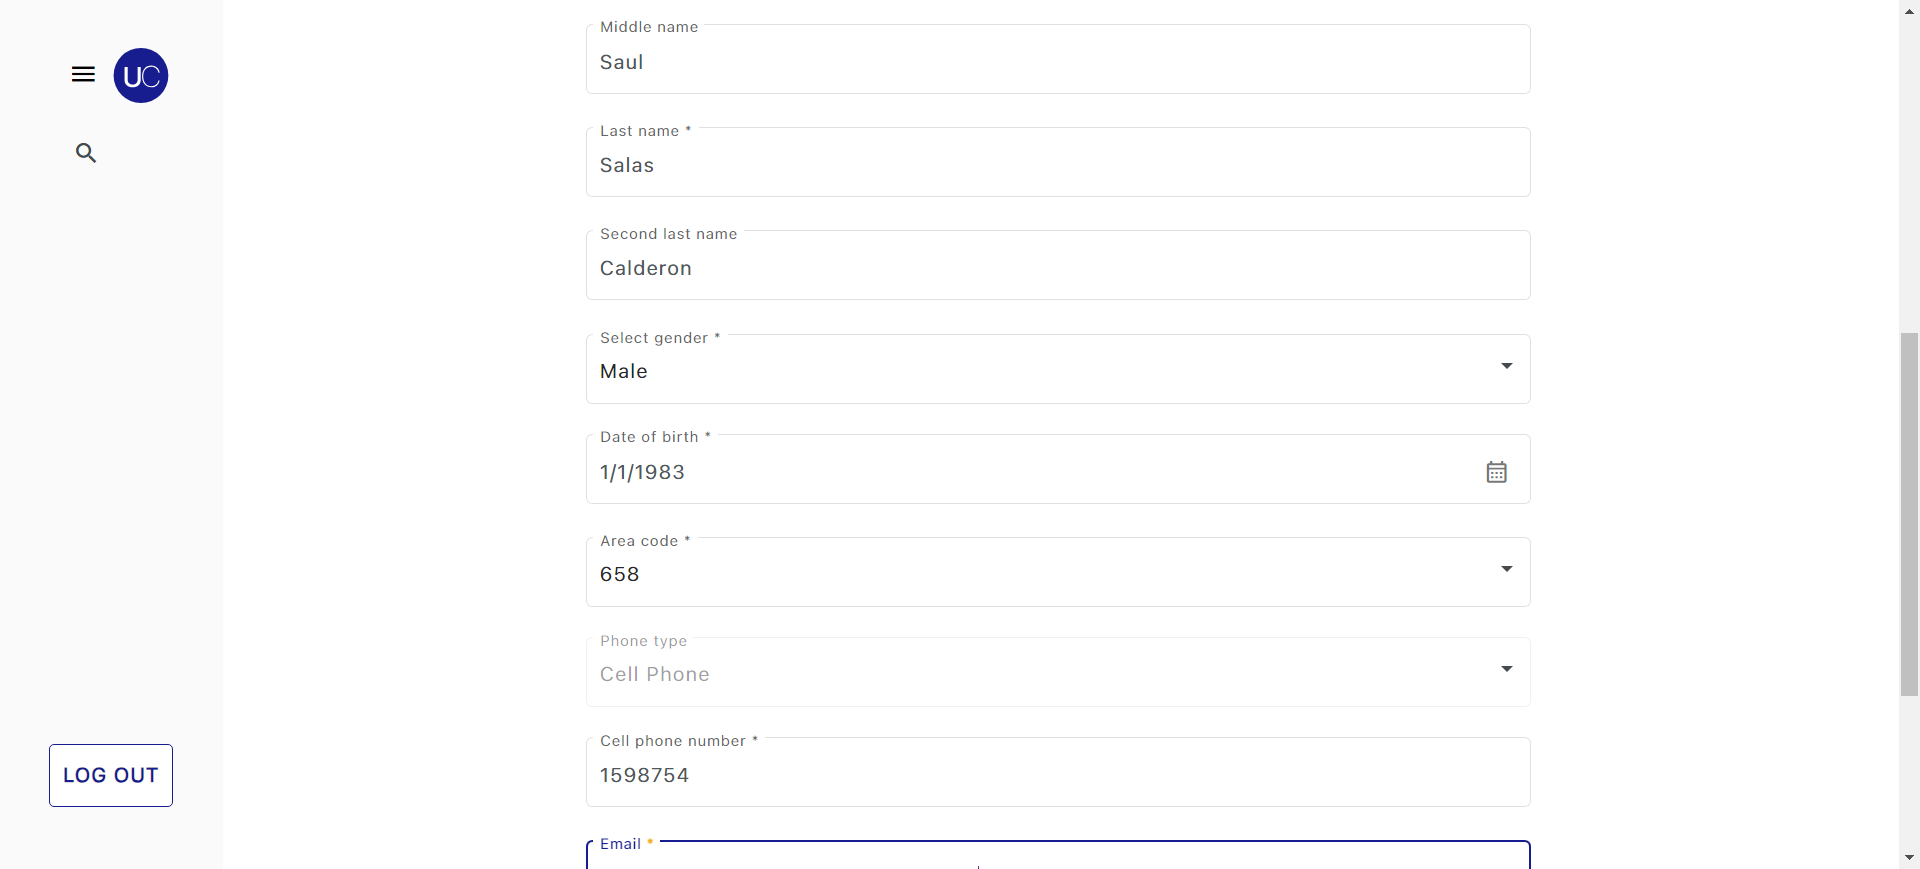 UC
Middle name
Saul
Last name *
Salas
Second last name
Calderon
Select gender *
Male
Date of birth *
1/1/1983
Area code *
658
Phone type
Cell Phone
Cell phone number *
1598754
LOG OUT
Email *